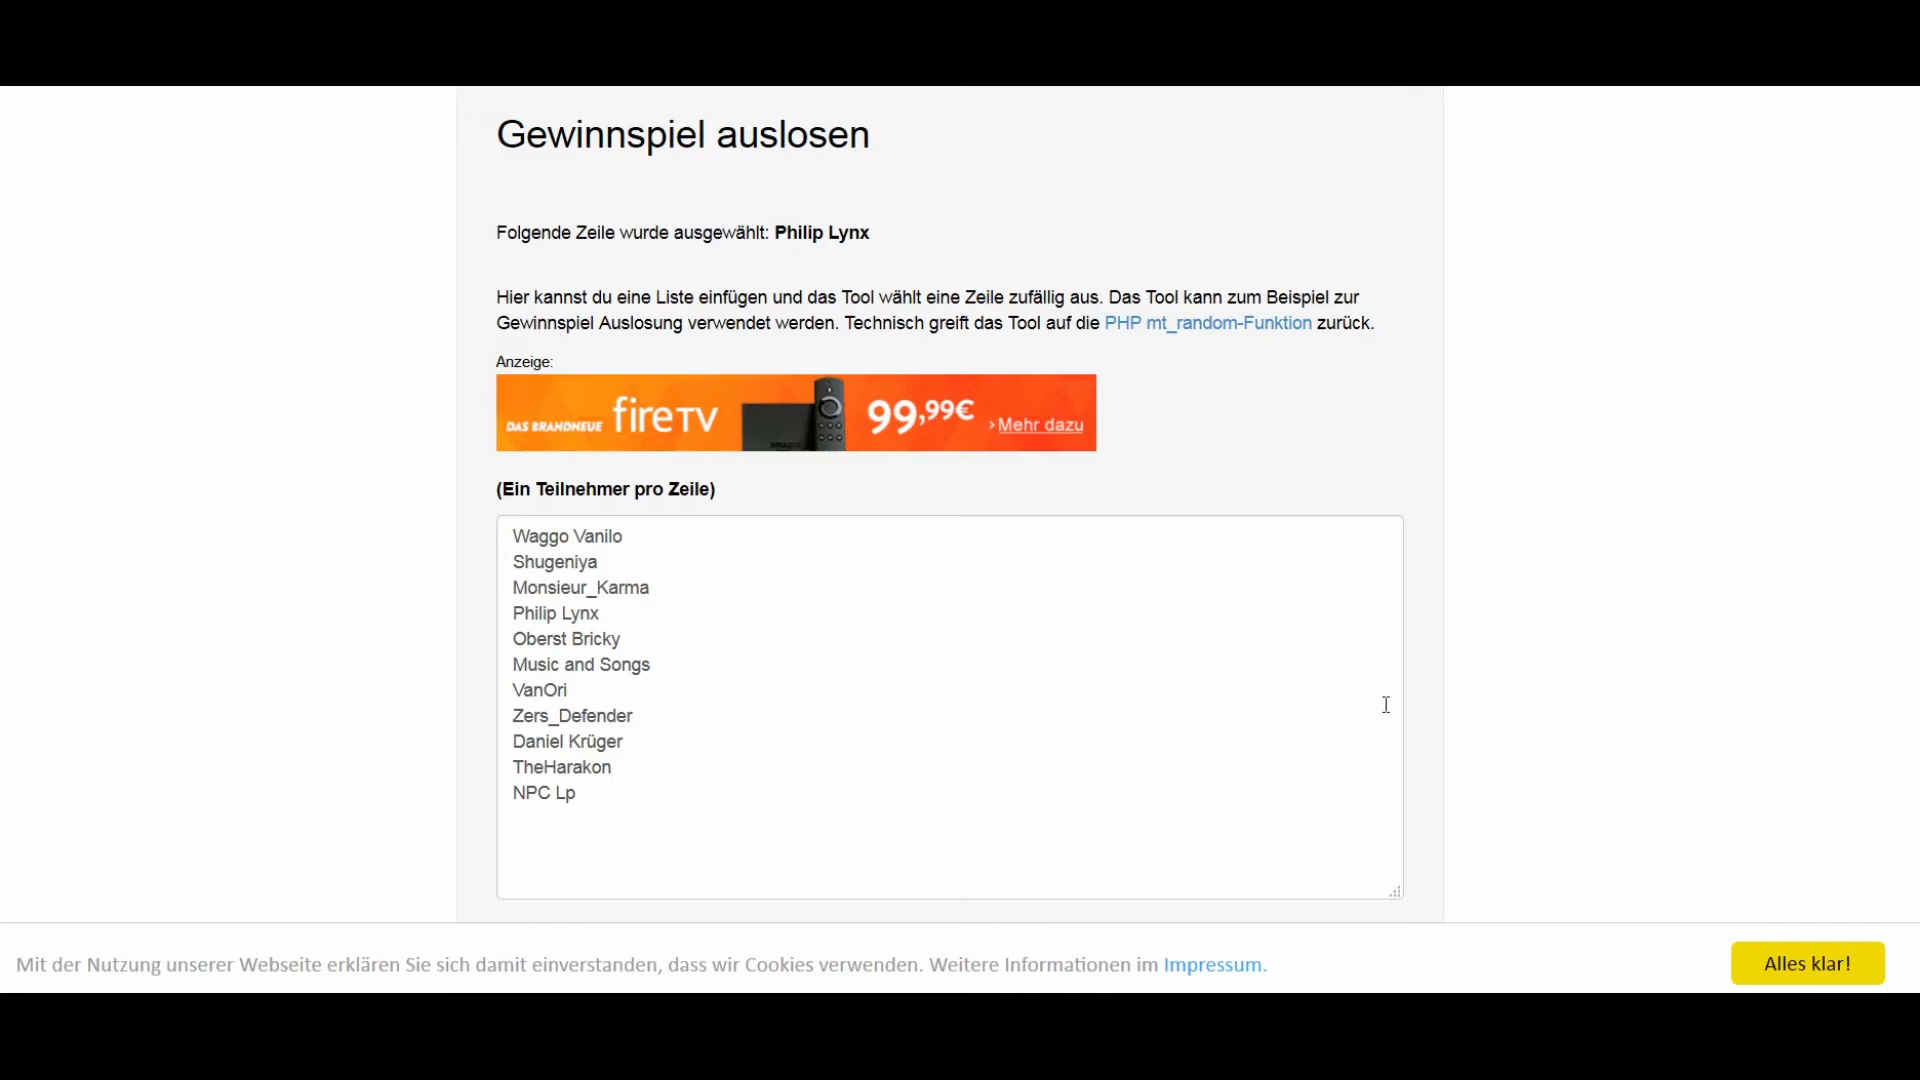 Gewinnspiel auslosen
Folgende Zeile wurde ausgewählt: Philip Lynx
Hier kannst du eine Liste einfügen und das Tool wählt eine Zeile zufällig aus. Das Tool kann zum Beispiel zur
Gewinnspiel Auslosung verwendet werden. Technisch greift das Tool auf die PHP mt_random-Funktion zurück.
Anzeige:
DAS BRANDNEUE fireTV 99,99€ ›Mehr dazu
(Ein Teilnehmer pro Zeile)
Waggo Vanilo
Shugeniya
Monsieur_Karma
Philip Lynx
Oberst Bricky
Music and Songs
VanOri
Zers_Defender
Daniel Krüger
TheHarakon
NPC Lp
Mit der Nutzung unserer Webseite erklären Sie sich damit einverstanden, dass wir Cookies verwenden. Weitere Informationen im Impressum.
Alles klar!